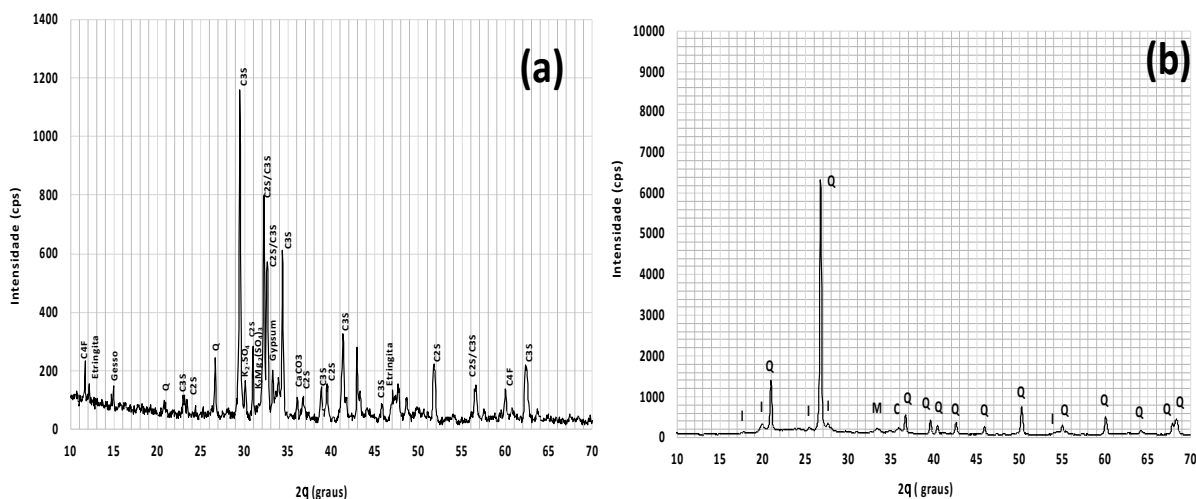 (a)
Intensidade (cps)
1400
1200
1000
800
600
400
200
0
C4F
Etringita
Gesso
Q
C3S
C2S
Q
C3S
K2.SO4
C2S
K2Mg2(SO4)3
C2S/C3S
C2S/C3S
Gypsum
C3S
CaCO3
C2S
C3S
C2S
C3S
C3S
Etringita
C2S
C2S/C3S
C4F
C3S
10 15 20 25 30 35 40 45 50 55 60 65 70
2q (graus)
(b)
Intensidade (cps)
10000
9000
8000
7000
6000
5000
4000
3000
2000
1000
0
I I Q I Q I M C Q Q Q Q Q Q I Q Q Q Q Q
10 15 20 25 30 35 40 45 50 55 60 65 70
2q ( graus)